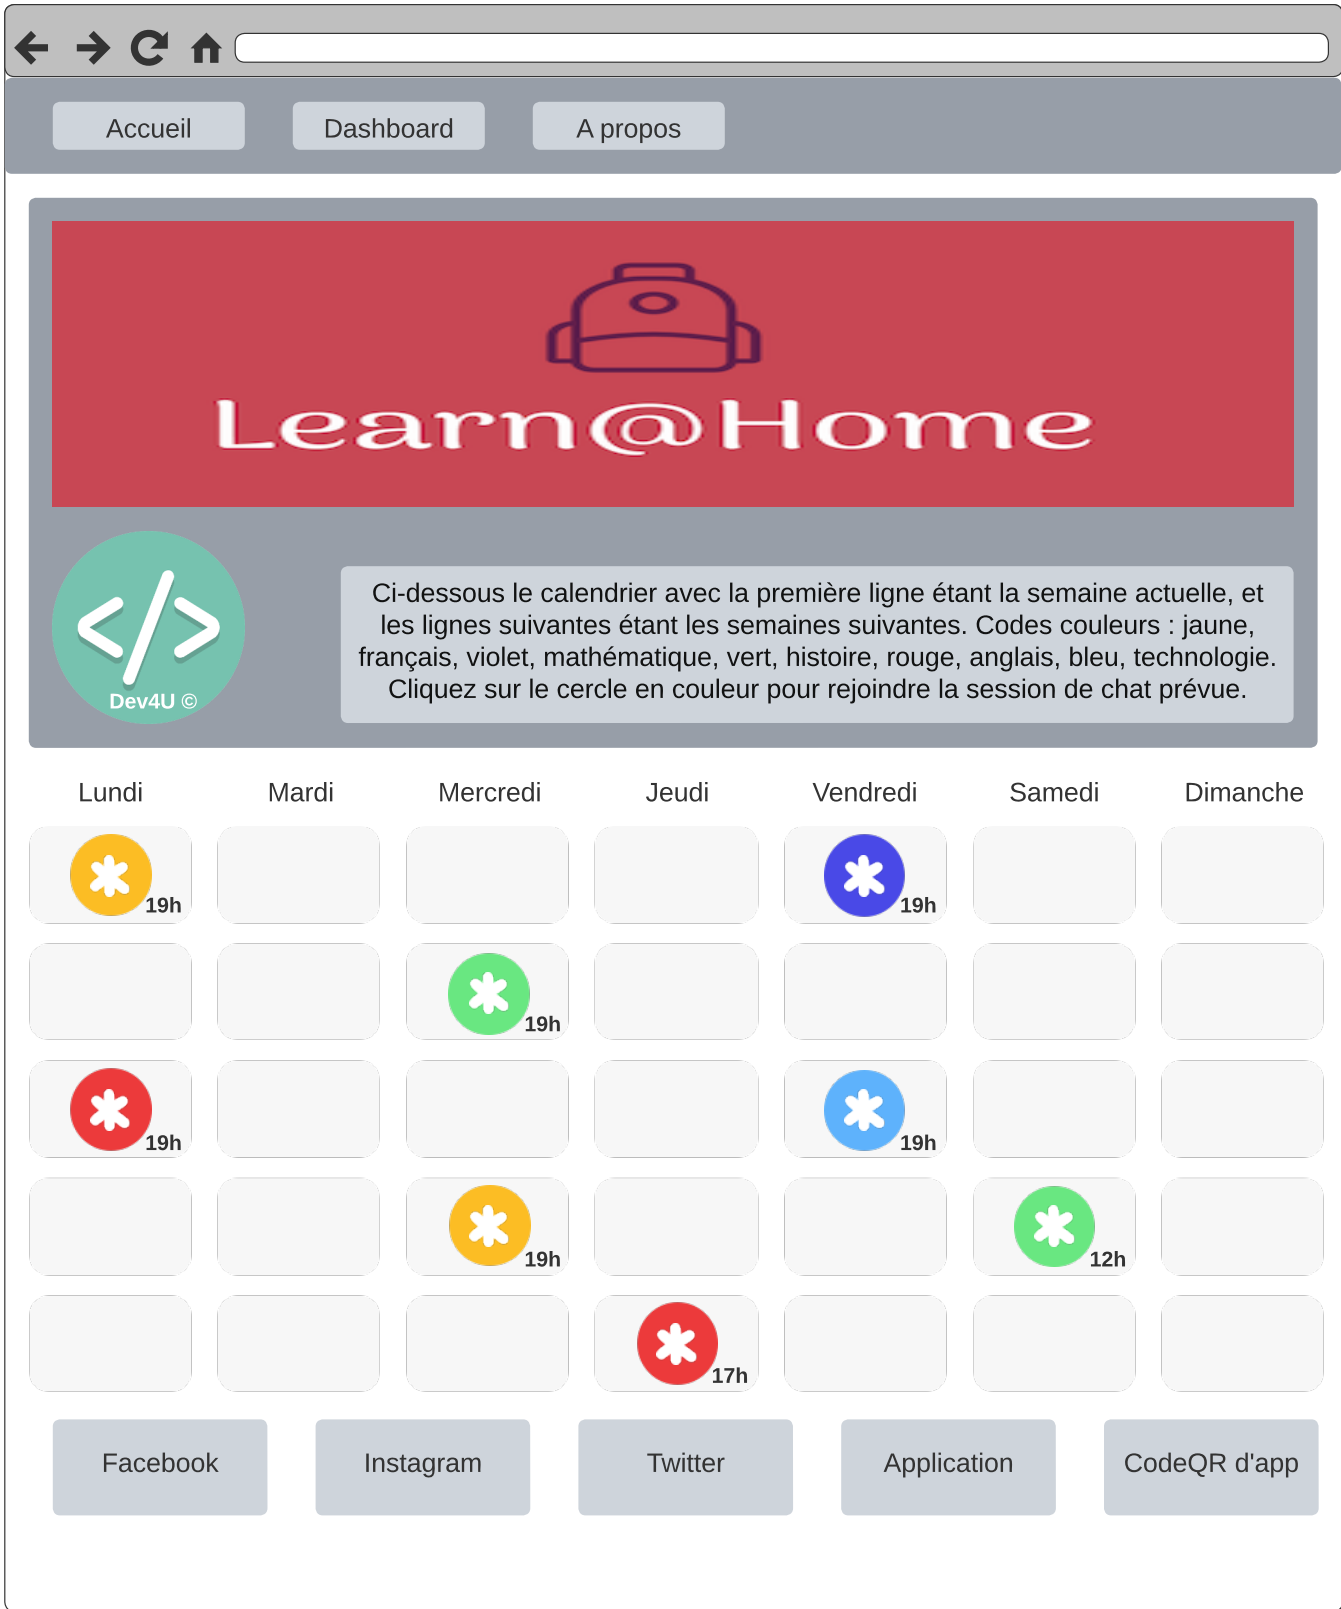 Accueil
Dashboard
A propos
Learn@Home
Dev4U ©
Ci-dessous le calendrier avec la première ligne étant la semaine actuelle, et
les lignes suivantes étant les semaines suivantes. Codes couleurs : jaune,
français, violet, mathématique, vert, histoire, rouge, anglais, bleu, technologie.
Cliquez sur le cercle en couleur pour rejoindre la session de chat prévue.
Lundi
Mardi
Mercredi
Jeudi
Vendredi
Samedi
Dimanche
19h
19h
19h
19h
19h
19h
12h
17h
Facebook
Instagram
Twitter
Application
CodeQR d'app